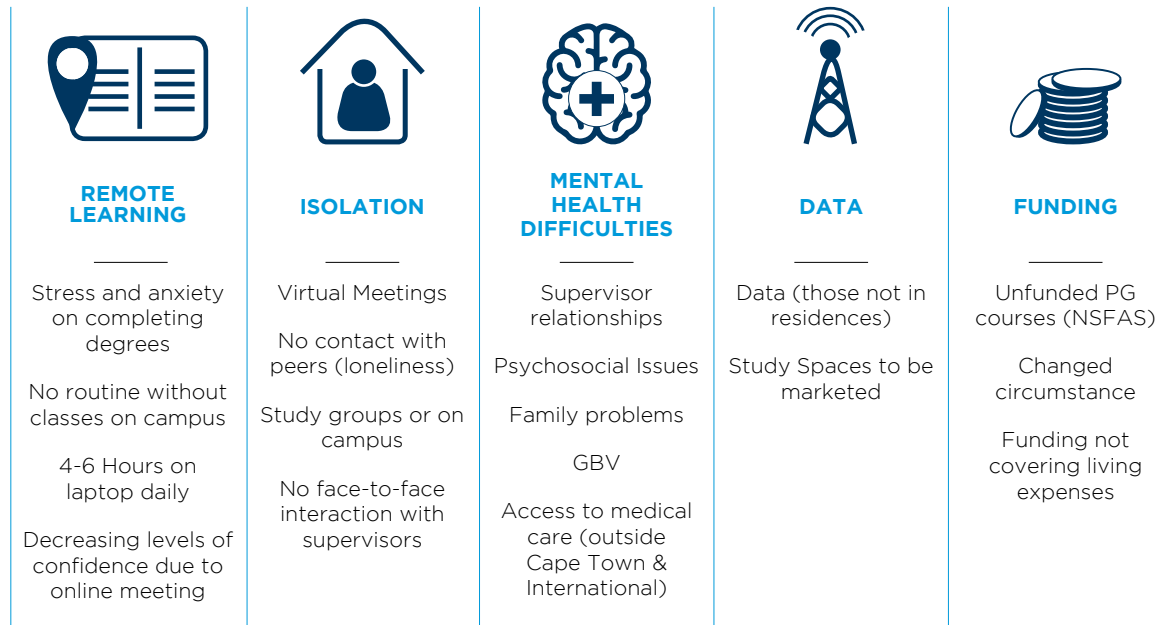 REMOTE
LEARNING
Stress and anxiety
on completing
degrees
No routine without
classes on campus
4-6 Hours on
laptop daily
Decreasing levels of
confidence due to
online meeting
ISOLATION
Virtual Meetings
No contact with
peers (loneliness)
Study groups or on
campus
No face-to-face
interaction with
supervisors
MENTAL
HEALTH
DIFFICULTIES
Supervisor
relationships
Psychosocial Issues
Family problems
GBV
Access to medical
care (outside
Cape Town &
International)
DATA
Data (those not in
residences)
Study Spaces to be
marketed
FUNDING
Unfunded PG
courses (NSFAS)
Changed
circumstance
Funding not
covering living
expenses